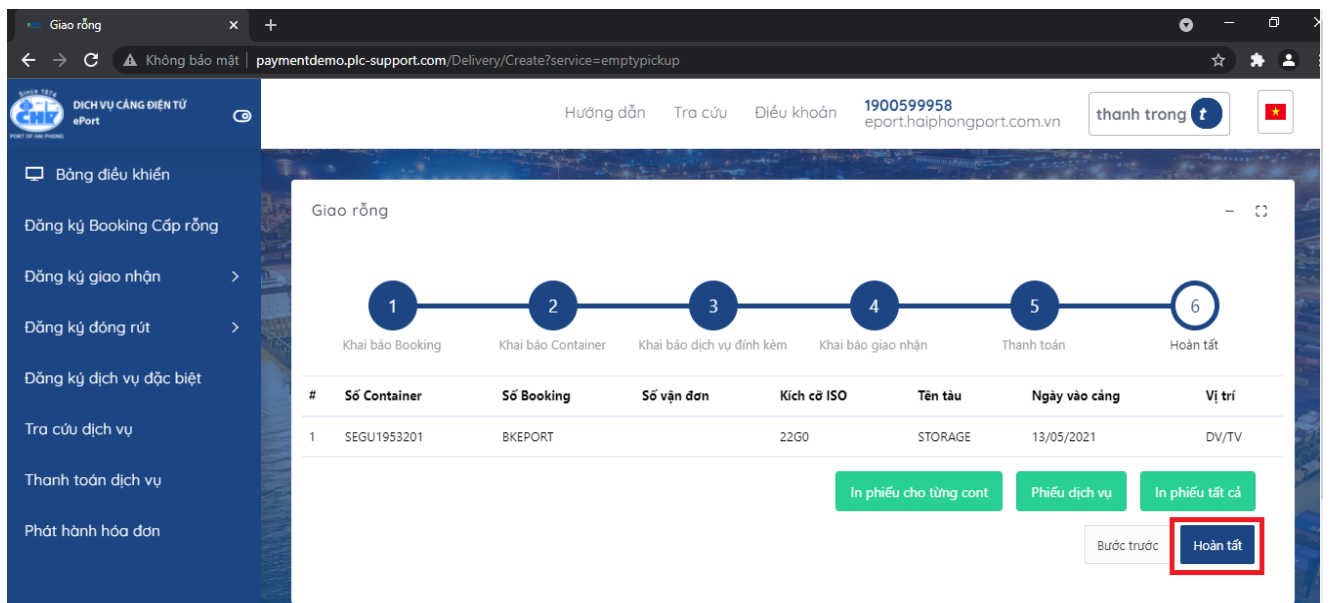 Giao rỗng
Không bảo mật
paymentdemo.plc-support.com/Delivery/Create?service=emptypickup
since 1874
CHP
PORT OF HAI PHONG
DỊCH VỤ CẢNG ĐIỆN TỬ
ePort
Hướng dẫn Tra cứu Điều khoản
1900599958
eport.haiphongport.com.vn
thanh trong t
Bảng điều khiển
Đăng ký Booking Cấp rỗng
Đăng ký giao nhận
Đăng ký đóng rút
Đăng ký dịch vụ đặc biệt
Tra cứu dịch vụ
Thanh toán dịch vụ
Phát hành hóa đơn
Giao rỗng
1 2 3 4 5 6
Khai báo Booking Khai báo Container Khai báo dịch vụ đính kèm Khai báo giao nhận Thanh toán Hoàn tất
# Số Container Số Booking Số vận đơn Kích cỡ ISO Tên tàu Ngày vào cảng Vị trí
1 SEGU1953201 BKEPORT 22G0 STORAGE 13/05/2021 DV/TV
In phiếu cho từng cont Phiếu dịch vụ In phiếu tất cả
Bước trước Hoàn tất